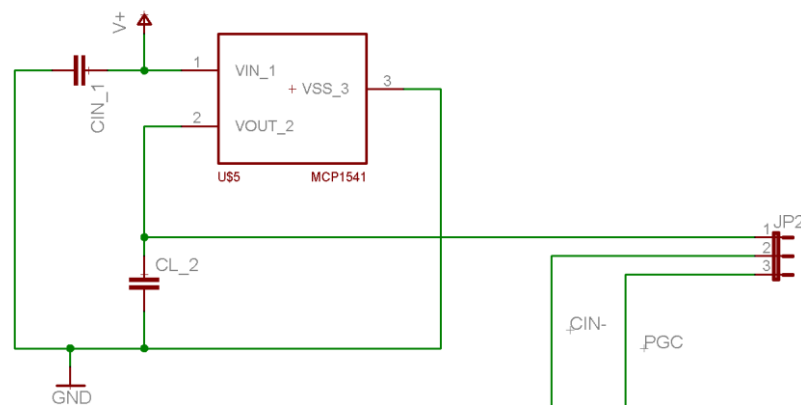 V+
1
VIN_1
3
VSS_3
CIN_1
2
VOUT_2
U$5
MCP1541
JP2
1
2
3
CL_2
CIN-
PGC
GND